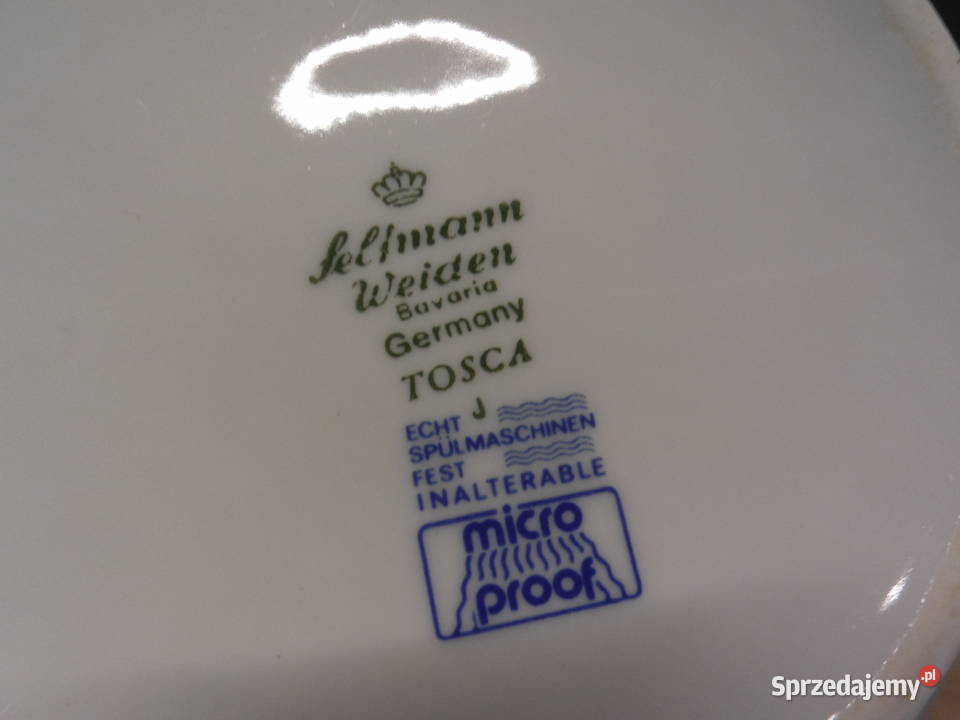 Seltmann
Weiden
Bavaria
Germany
TOSCA
J
ECHT
SPÜLMASCHINEN
FEST
INALTERABLE
micro
proof
Sprzedajemy.pl